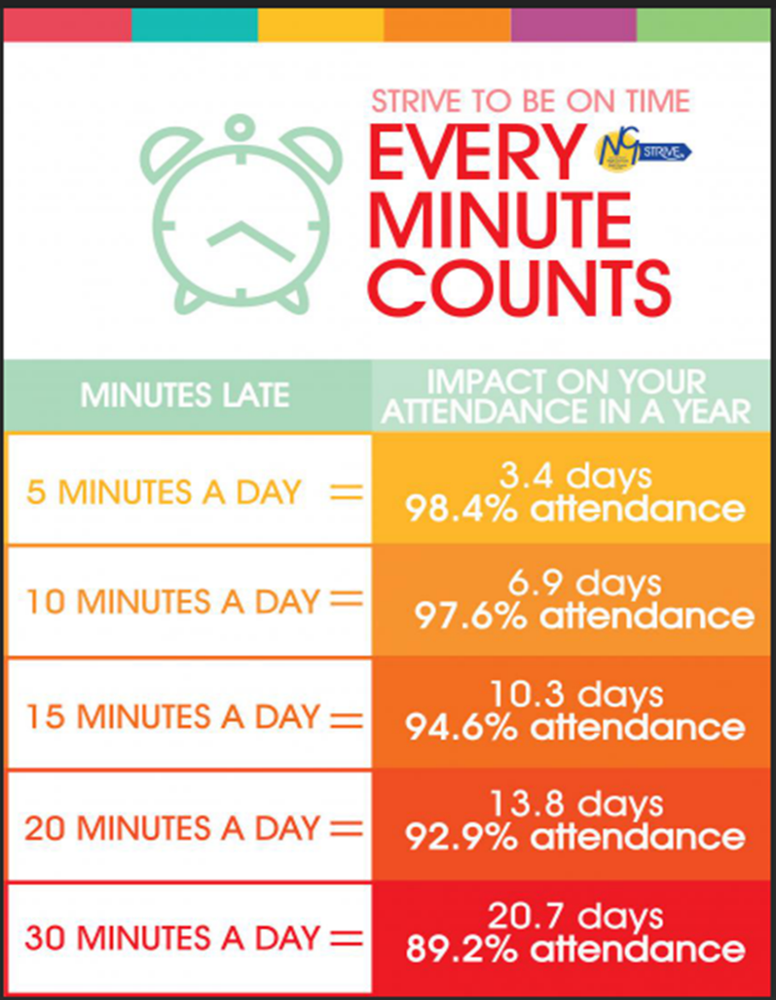 STRIVE TO BE ON TIME
EVERY
MINUTE
COUNTS
NG STRIVE
MINUTES LATE
IMPACT ON YOUR
ATTENDANCE IN A YEAR
5 MINUTES A DAY =
3.4 days
98.4% attendance
10 MINUTES A DAY =
6.9 days
97.6% attendance
15 MINUTES A DAY =
10.3 days
94.6% attendance
20 MINUTES A DAY =
13.8 days
92.9% attendance
30 MINUTES A DAY =
20.7 days
89.2% attendance